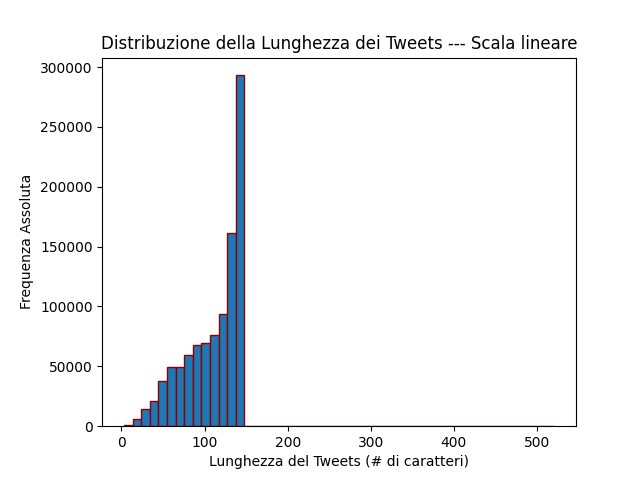 Distribuzione della Lunghezza dei Tweets --- Scala lineare
300000
250000
200000
150000
100000
50000
0
Frequenza Assoluta
0 100 200 300 400 500
Lunghezza del Tweets (# di caratteri)